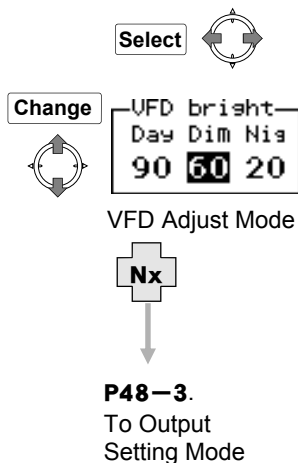 Select
Change
VFD bright
Day Dim Nig
90 60 20
VFD Adjust Mode
Nx
P48－3.
To Output
Setting Mode